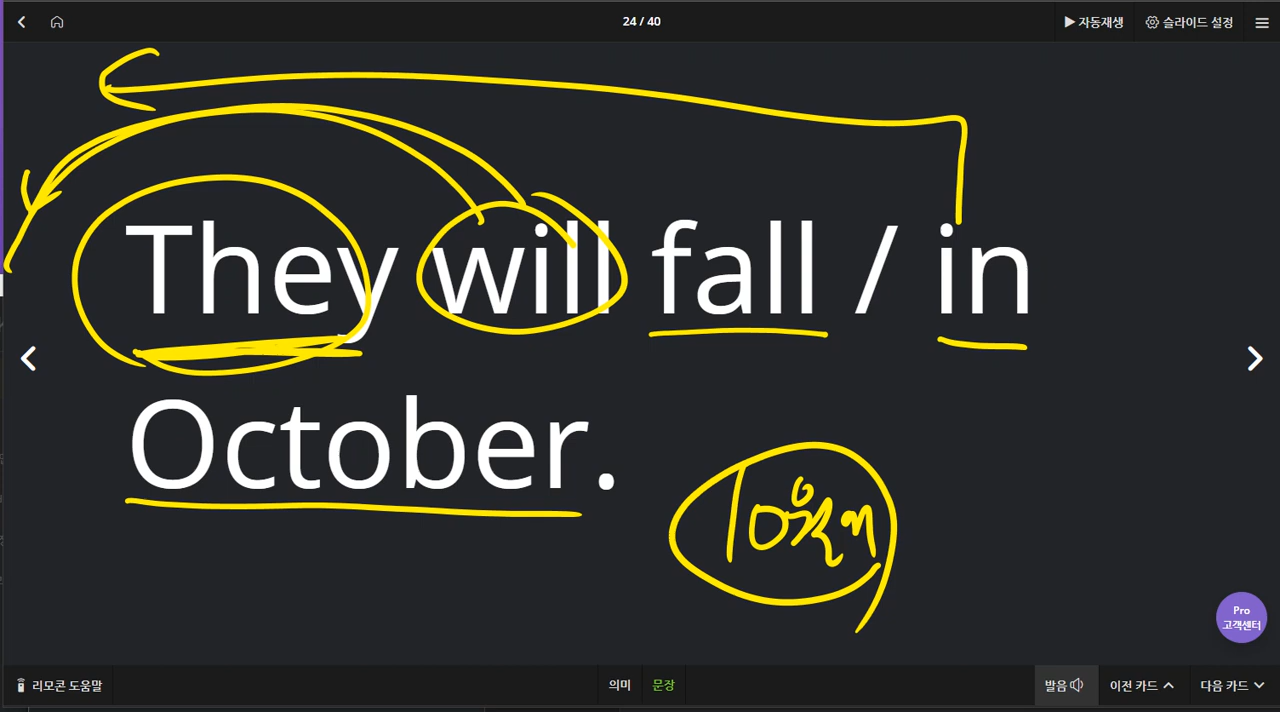 24 / 40
자동재생
슬라이드 설정
They will fall / in
October.
10월에
Pro
고객센터
리모콘 도움말
의미
문장
발음
이전 카드
다음 카드